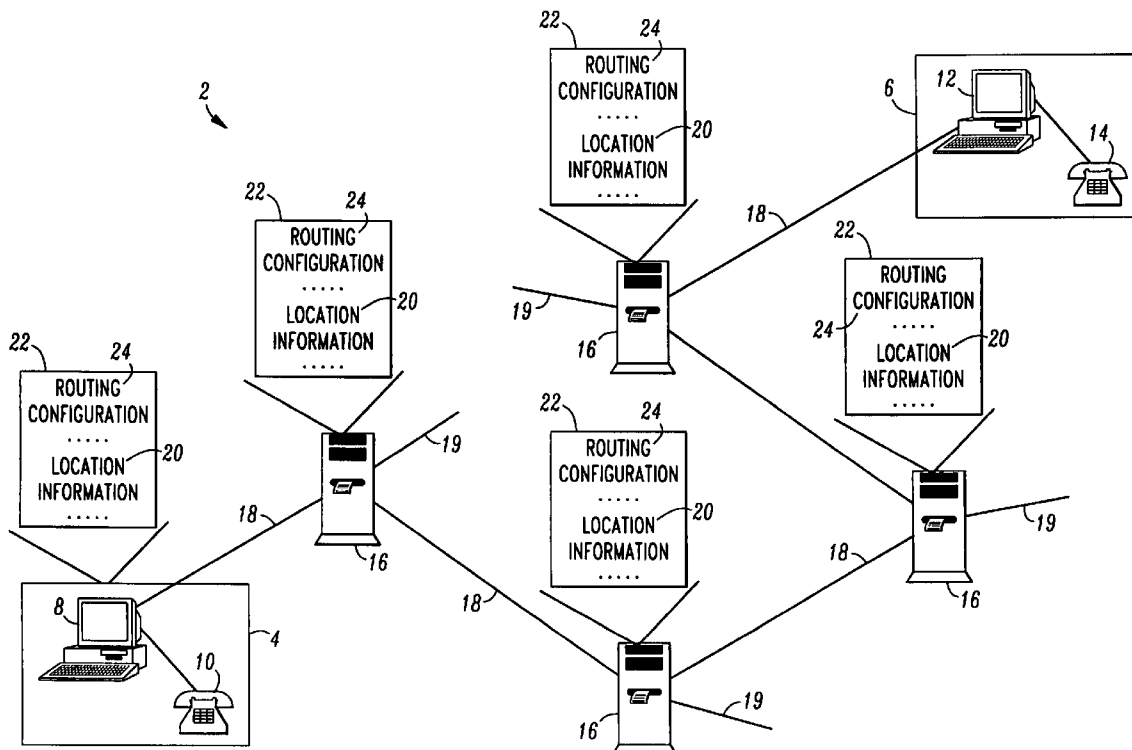 2
22
24
ROUTING
CONFIGURATION
.....
20
LOCATION
INFORMATION
.....
6
12
14
18
22
24
ROUTING
CONFIGURATION
.....
20
LOCATION
INFORMATION
.....
19
16
22
ROUTING
CONFIGURATION
24
.....
20
LOCATION
INFORMATION
.....
22
24
ROUTING
CONFIGURATION
.....
20
LOCATION
INFORMATION
.....
19
18
16
22
24
ROUTING
CONFIGURATION
.....
20
LOCATION
INFORMATION
.....
19
18
16
8
4
10
18
16
19